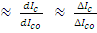 ≈ dI_c/dI_CO ≈ ΔI_c/ΔI_CO